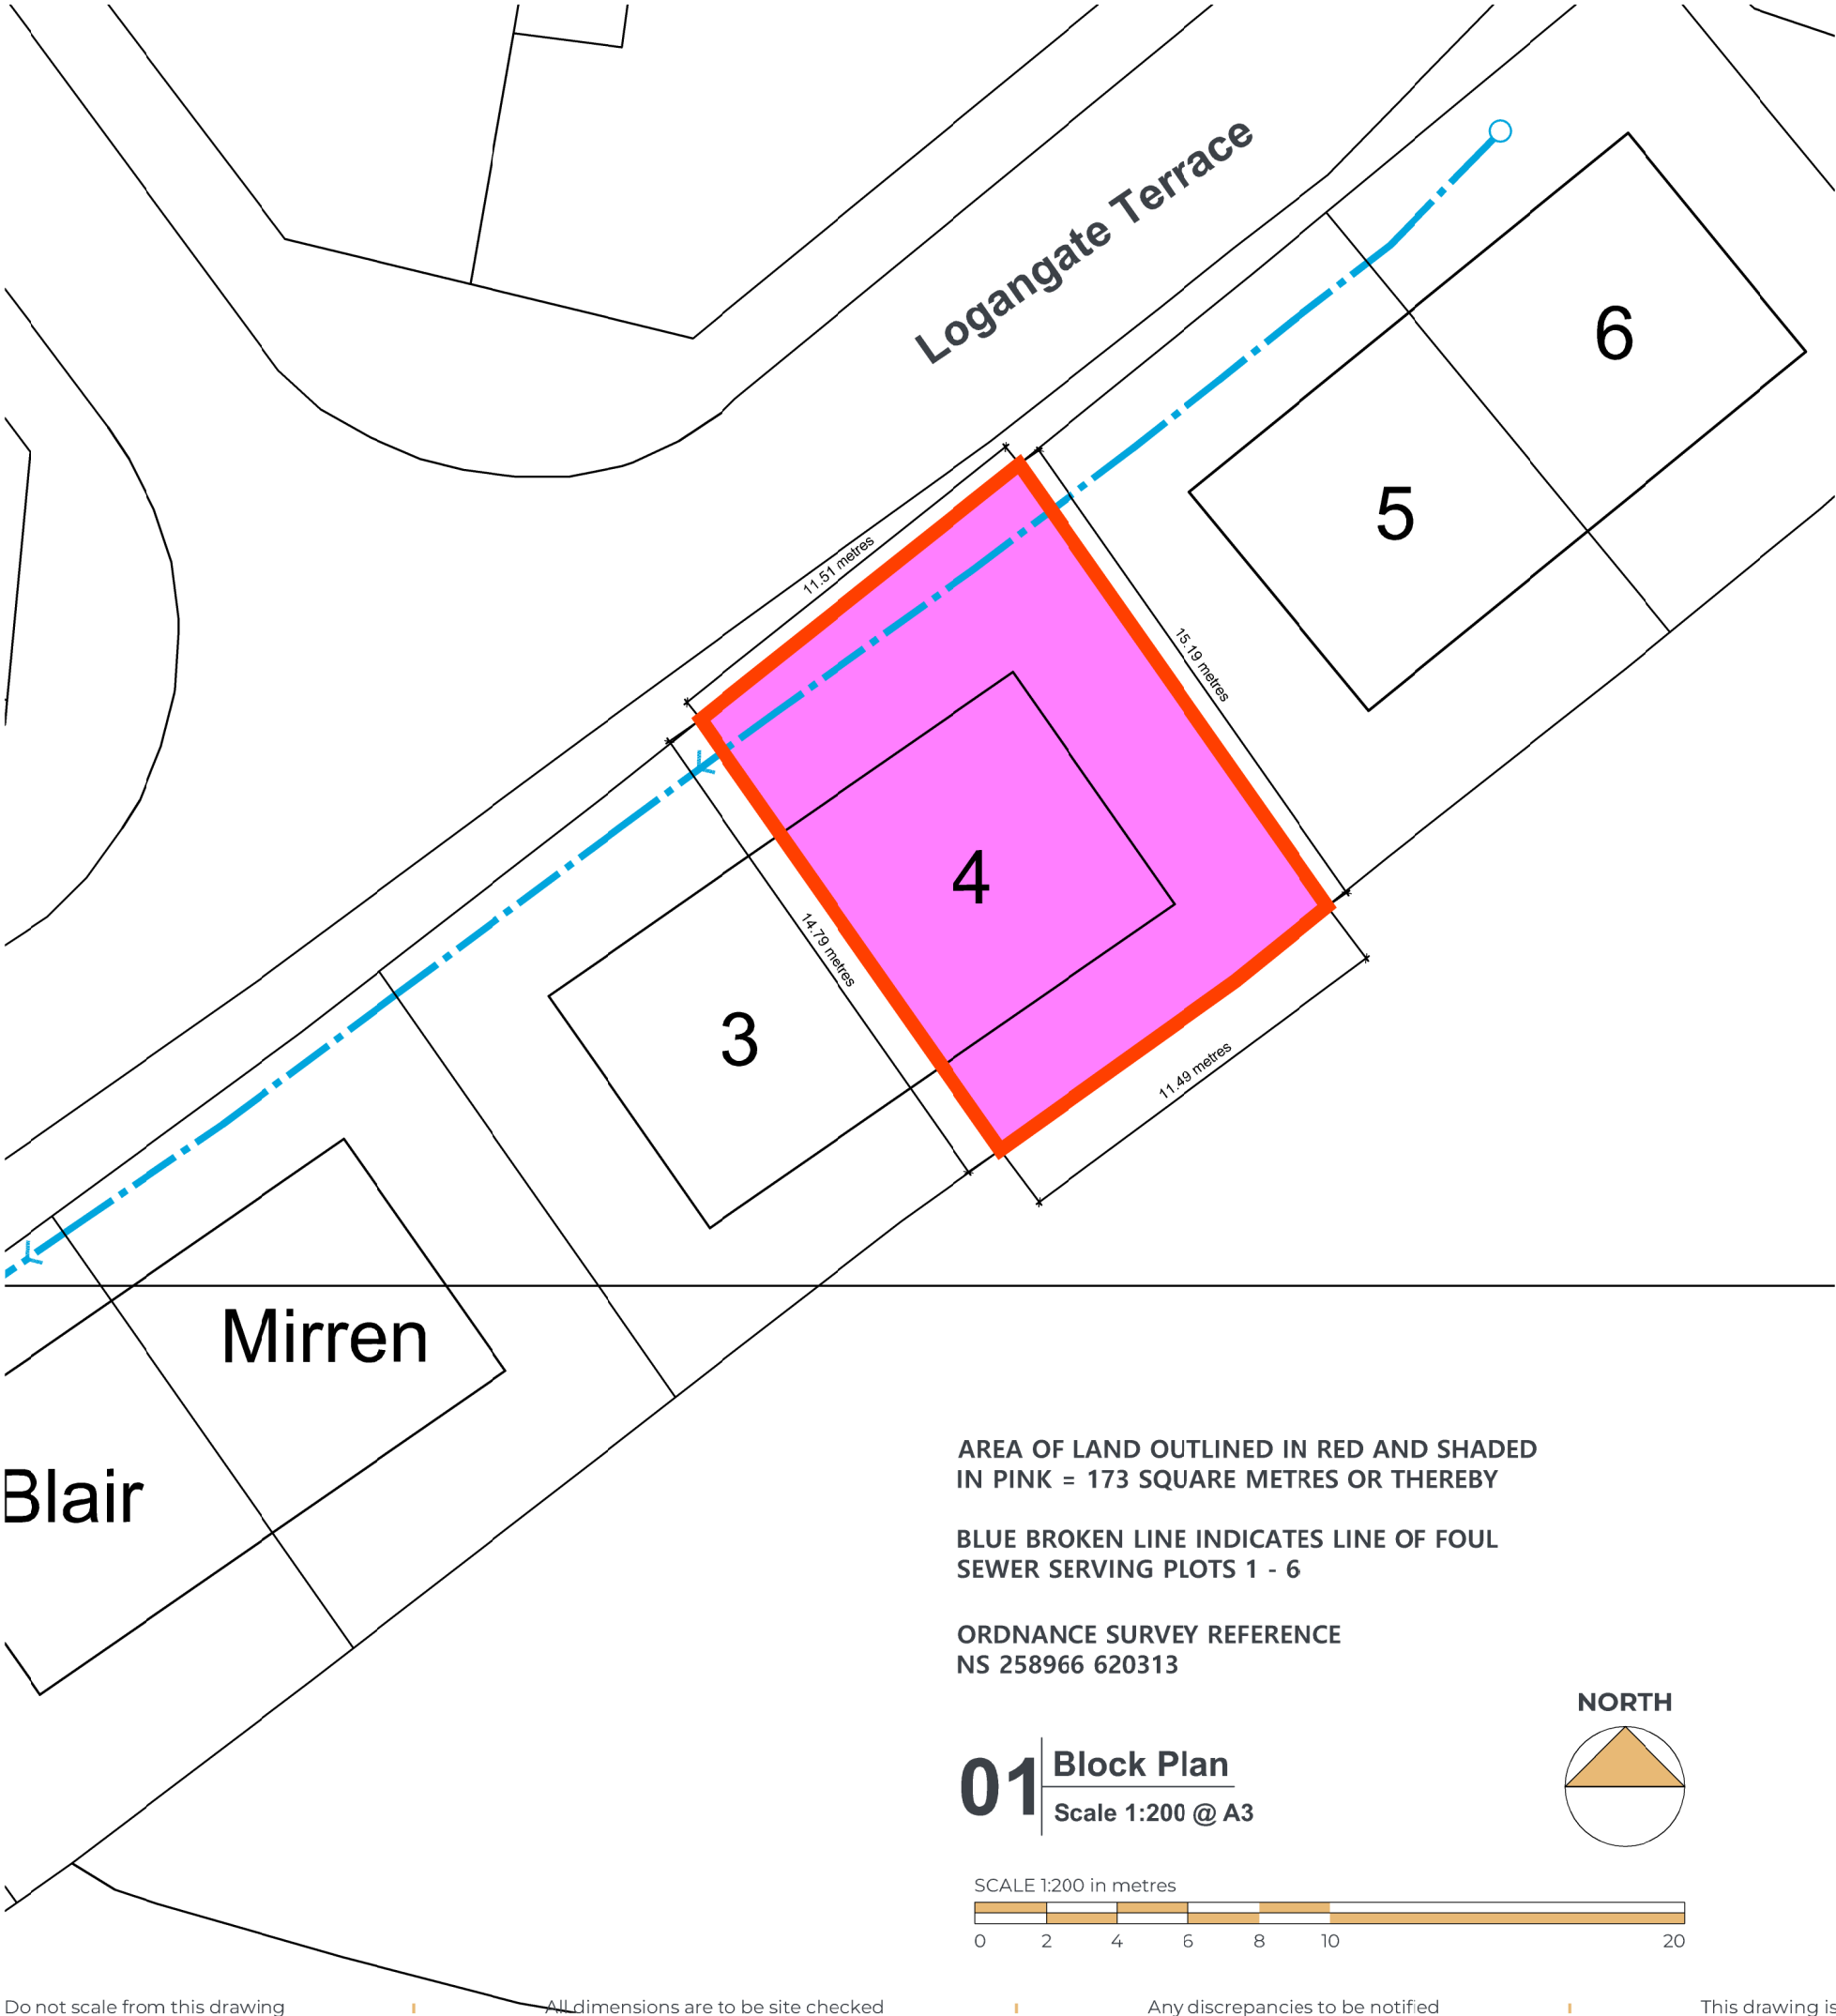 Logangate Terrace
6
5
11.51 metres
15.19 metres
4
14.79 metres
3
11.49 metres
Mirren
Blair
AREA OF LAND OUTLINED IN RED AND SHADED
IN PINK = 173 SQUARE METRES OR THEREBY
BLUE BROKEN LINE INDICATES LINE OF FOUL
SEWER SERVING PLOTS 1 - 6
ORDNANCE SURVEY REFERENCE
NS 258966 620313
NORTH
01
Block Plan
Scale 1:200 @ A3
SCALE 1:200 in metres
0 2 4 6 8 10 20
Do not scale from this drawing All dimensions are to be site checked Any discrepancies to be notified This drawing is